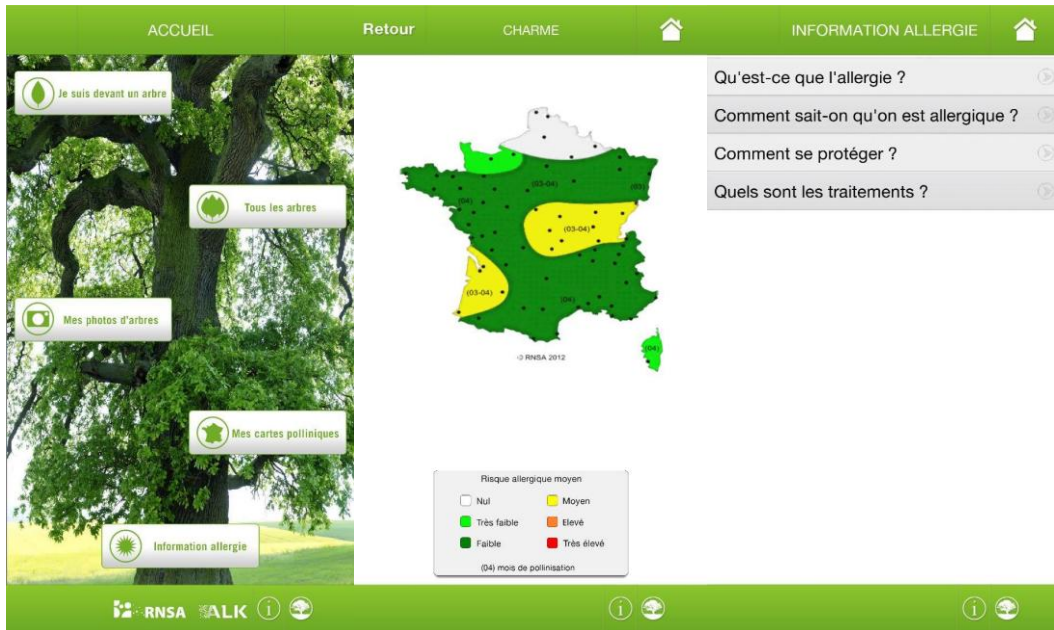 ACCUEIL
Je suis devant un arbre
Tous les arbres
Mes photos d'arbres
Mes cartes polliniques
Information allergie
RNSA ALK i
Retour CHARME
(03-04)
(03)
(04)
(03-04)
(03-04)
(04)
(04)
© RNSA 2012
Risque allergique moyen
Nul Moyen
Très faible Elevé
Faible Très élevé
(04) mois de pollinisation
i
INFORMATION ALLERGIE
Qu'est-ce que l'allergie ?
Comment sait-on qu'on est allergique ?
Comment se protéger ?
Quels sont les traitements ?
i